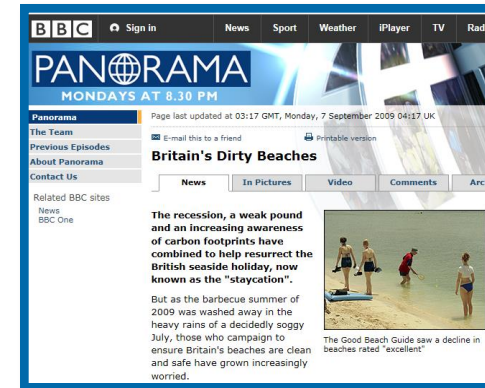 BBC Sign in News Sport Weather iPlayer TV Rad
PANORAMA
MONDAYS AT 8.30 PM
Panorama
The Team
Previous Episodes
About Panorama
Contact Us
Related BBC sites
News
BBC One
Page last updated at 03:17 GMT, Monday, 7 September 2009 04:17 UK
E-mail this to a friend Printable version
Britain's Dirty Beaches
News In Pictures Video Comments Arc
The recession, a weak pound
and an increasing awareness
of carbon footprints have
combined to help resurrect the
British seaside holiday, now
known as the "staycation".
But as the barbecue summer of
2009 was washed away in the
heavy rains of a decidedly soggy
July, those who campaign to
ensure Britain's beaches are clean
and safe have grown increasingly
worried.
The Good Beach Guide saw a decline in
beaches rated "excellent"